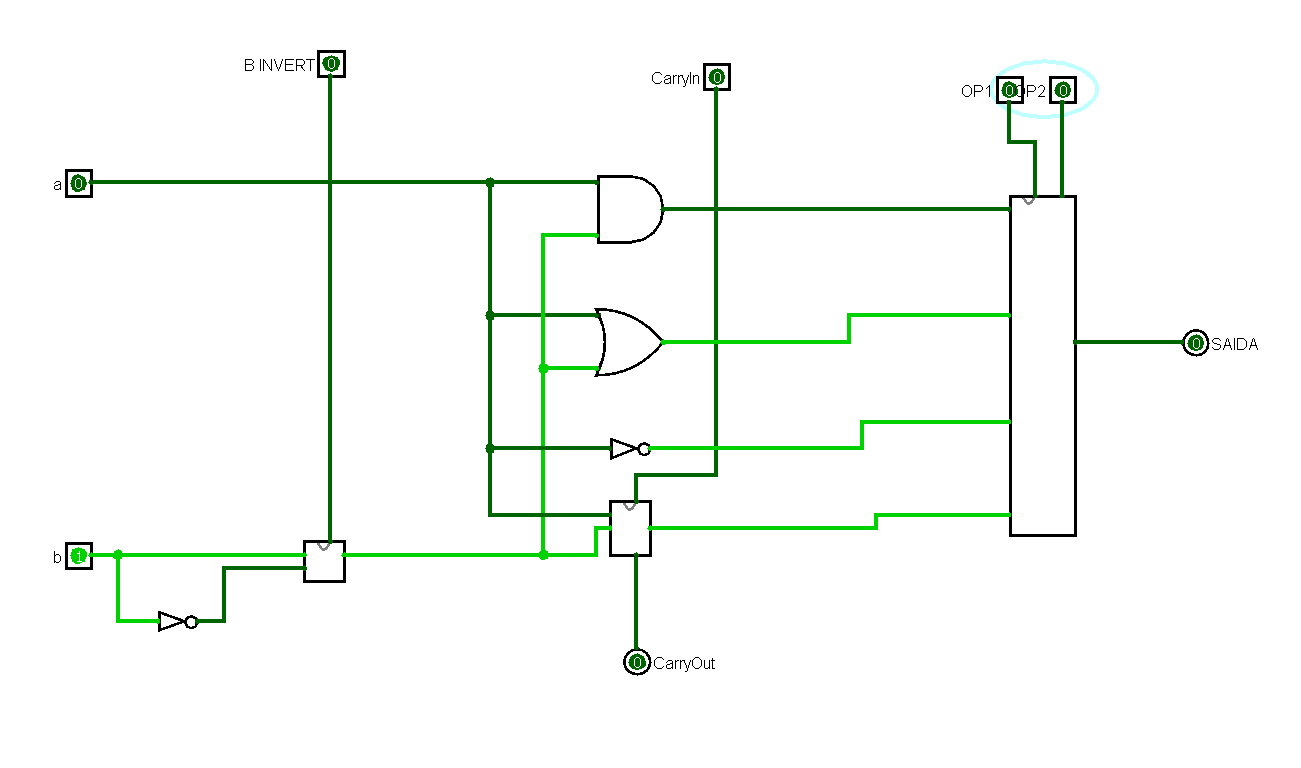 B INVERT 0
CarryIn 0
OP1 0 OP2 0
a 0
0 SAIDA
b 1
0 CarryOut